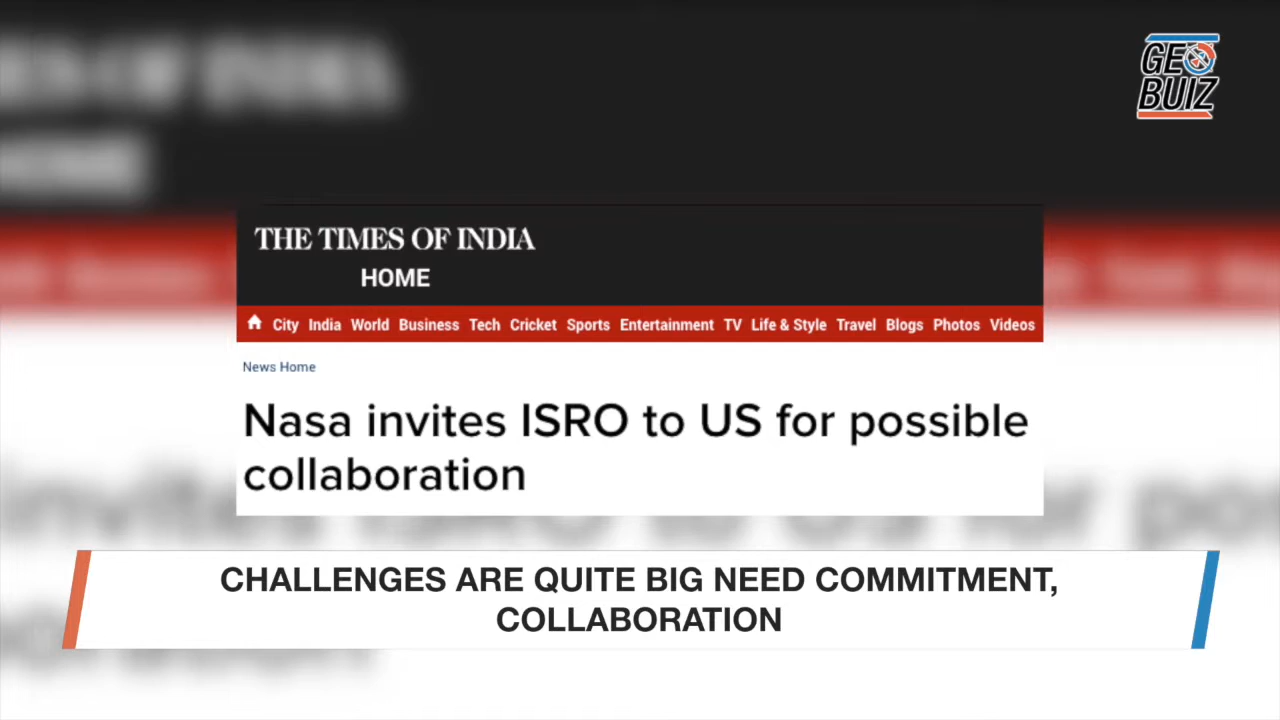 GEO
BUIZ
THE TIMES OF INDIA
HOME
City India World Business Tech Cricket Sports Entertainment TV Life & Style Travel Blogs Photos Videos
News Home
Nasa invites ISRO to US for possible
collaboration
CHALLENGES ARE QUITE BIG NEED COMMITMENT,
COLLABORATION